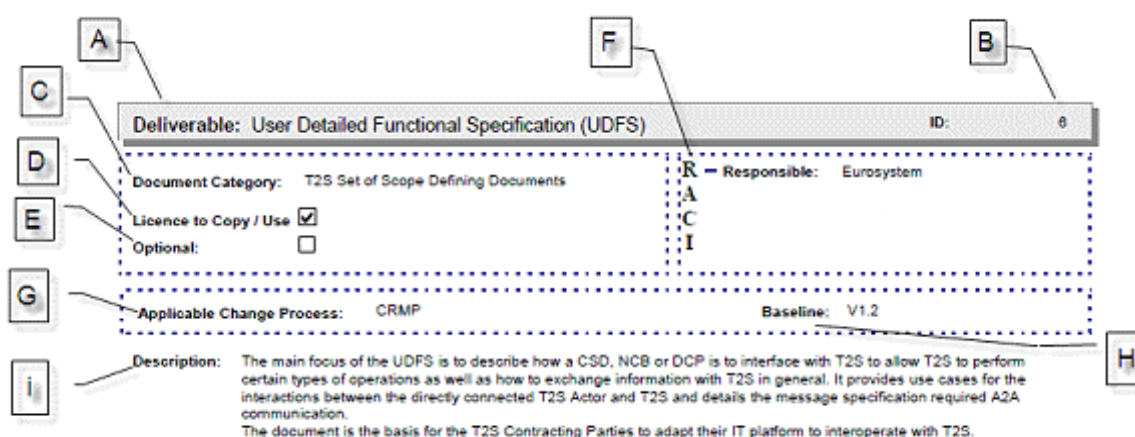 A
F
B
C
Deliverable: User Detailed Functional Specification (UDFS) ID: 6
D
Document Category: T2S Set of Scope Defining Documents
R – Responsible: Eurosystem
A
E
Licence to Copy / Use
C
Optional:
I
G
Applicable Change Process: CRMP Baseline: V1.2
H
i
Description: The main focus of the UDFS is to describe how a CSD, NCB or DCP is to interface with T2S to allow T2S to perform
certain types of operations as well as how to exchange information with T2S in general. It provides use cases for the
interactions between the directly connected T2S Actor and T2S and details the message specification required A2A
communication.
The document is the basis for the T2S Contracting Parties to adapt their IT platform to interoperate with T2S.